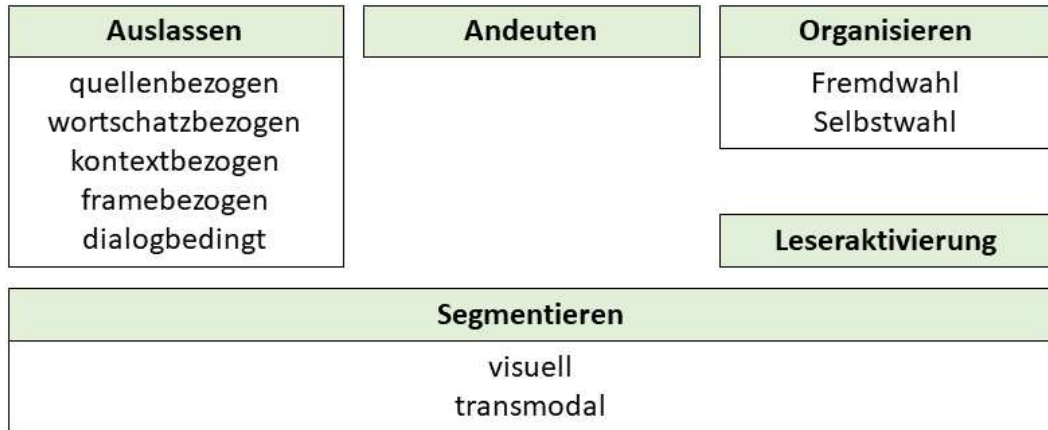 Auslassen
quellenbezogen
wortschatzbezogen
kontextbezogen
framebezogen
dialogbedingt
Andeuten
Organisieren
Fremdwahl
Selbstwahl
Leseraktivierung
Segmentieren
visuell
transmodal